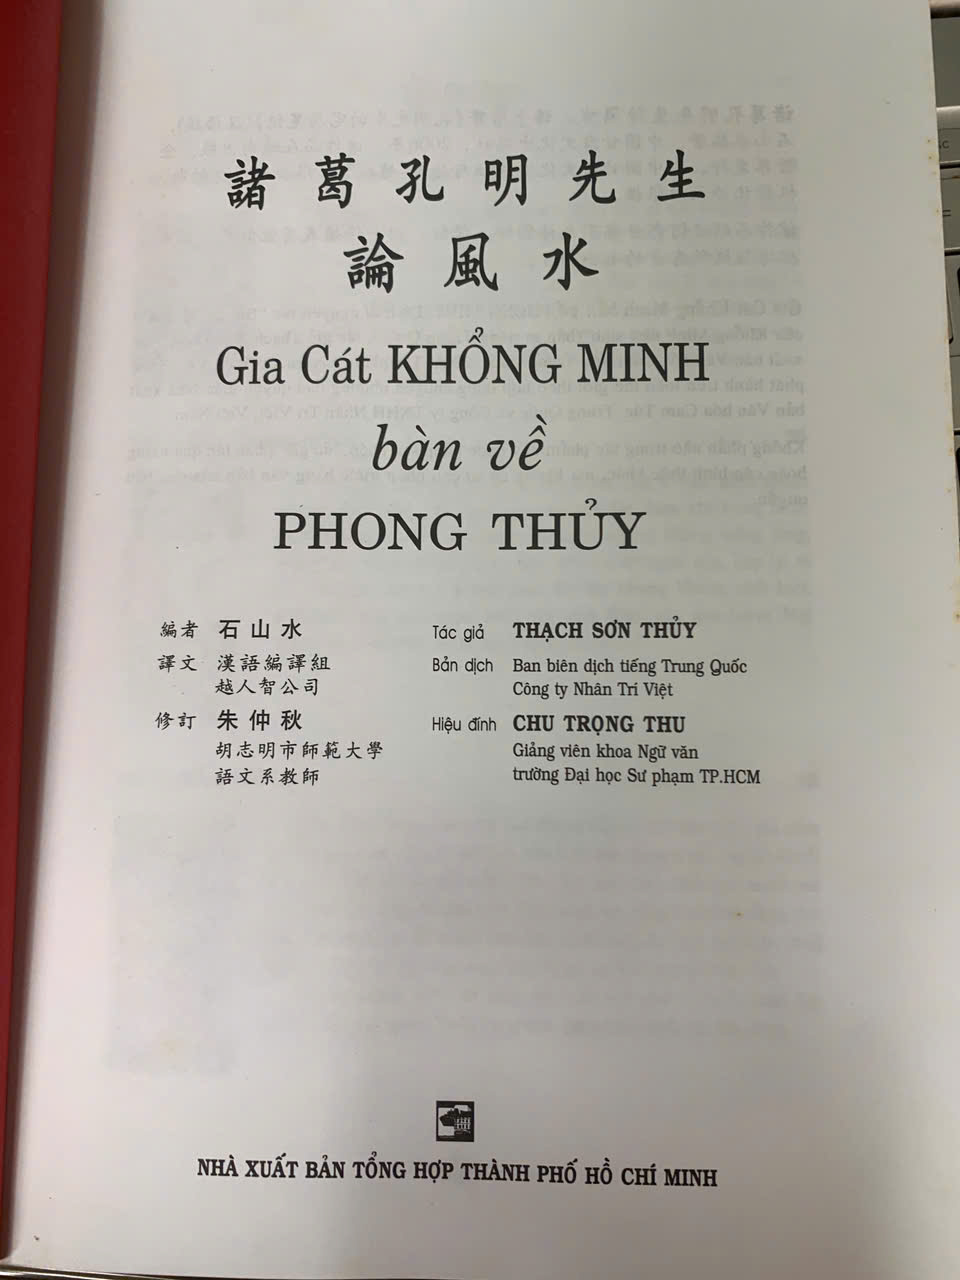 諸葛孔明先生
論風水
Gia Cát KHỔNG MINH
bàn về
PHONG THỦY
編者 石山水 Tác giả THẠCH SƠN THỦY
譯文 漢語編譯組 Bản dịch Ban biên dịch tiếng Trung Quốc
越人智公司 Công ty Nhân Trí Việt
修訂 朱仲秋 Hiệu đính CHU TRỌNG THU
胡志明市師範大學 Giảng viên khoa Ngữ văn
語文系教師 trường Đại học Sư phạm TP.HCM
NHÀ XUẤT BẢN TỔNG HỢP THÀNH PHỐ HỒ CHÍ MINH